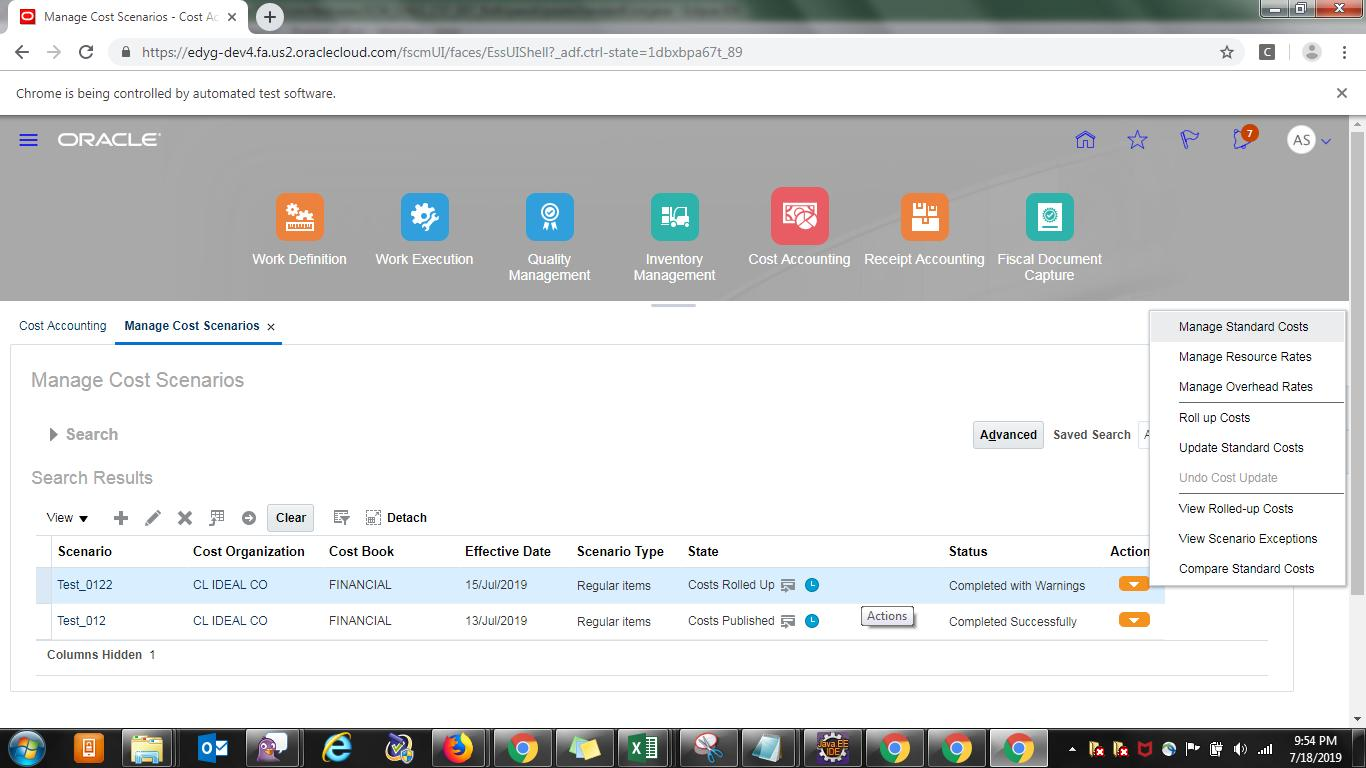 Manage Cost Scenarios - Cost Ac
https://edyg-dev4.fa.us2.oraclecloud.com/fscmUI/faces/EssUIShell?_adf.ctrl-state=1dbxbpa67t_89
C
Chrome is being controlled by automated test software.
ORACLE
7
AS
Work Definition
Work Execution
Quality Management
Inventory Management
Cost Accounting
Receipt Accounting
Fiscal Document Capture
Cost Accounting
Manage Cost Scenarios
Manage Standard Costs
Manage Resource Rates
Manage Overhead Rates
Roll up Costs
Update Standard Costs
Undo Cost Update
View Rolled-up Costs
View Scenario Exceptions
Compare Standard Costs
Manage Cost Scenarios
Search
Advanced Saved Search A
Search Results
View Clear Detach
Scenario Cost Organization Cost Book Effective Date Scenario Type State Status Action
Test_0122 CL IDEAL CO FINANCIAL 15/Jul/2019 Regular items Costs Rolled Up Completed with Warnings
Test_012 CL IDEAL CO FINANCIAL 13/Jul/2019 Regular items Costs Published Completed Successfully
Actions
Columns Hidden 1
Java EE
IDE
9:54 PM
7/18/2019